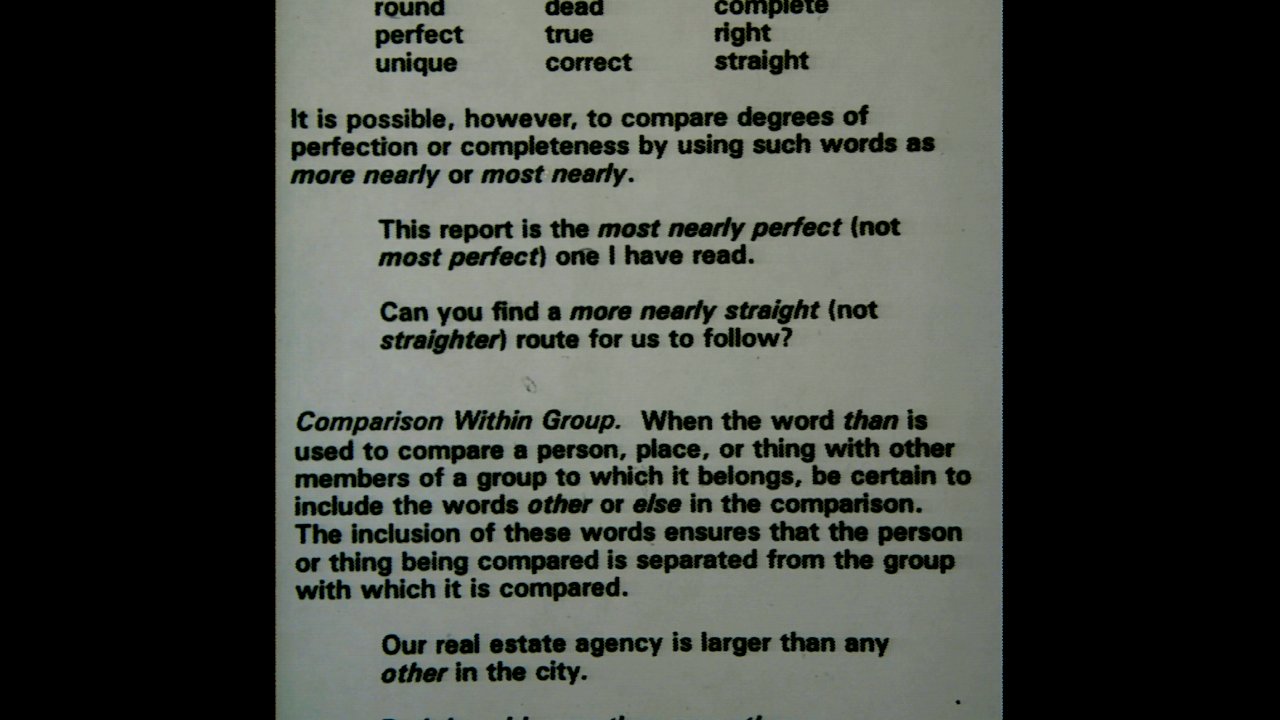 round dead complete
perfect true right
unique correct straight
It is possible, however, to compare degrees of
perfection or completeness by using such words as
more nearly or most nearly.
This report is the most nearly perfect (not
most perfect) one I have read.
Can you find a more nearly straight (not
straighter) route for us to follow?
Comparison Within Group. When the word than is
used to compare a person, place, or thing with other
members of a group to which it belongs, be certain to
include the words other or else in the comparison.
The inclusion of these words ensures that the person
or thing being compared is separated from the group
with which it is compared.
Our real estate agency is larger than any
other in the city.